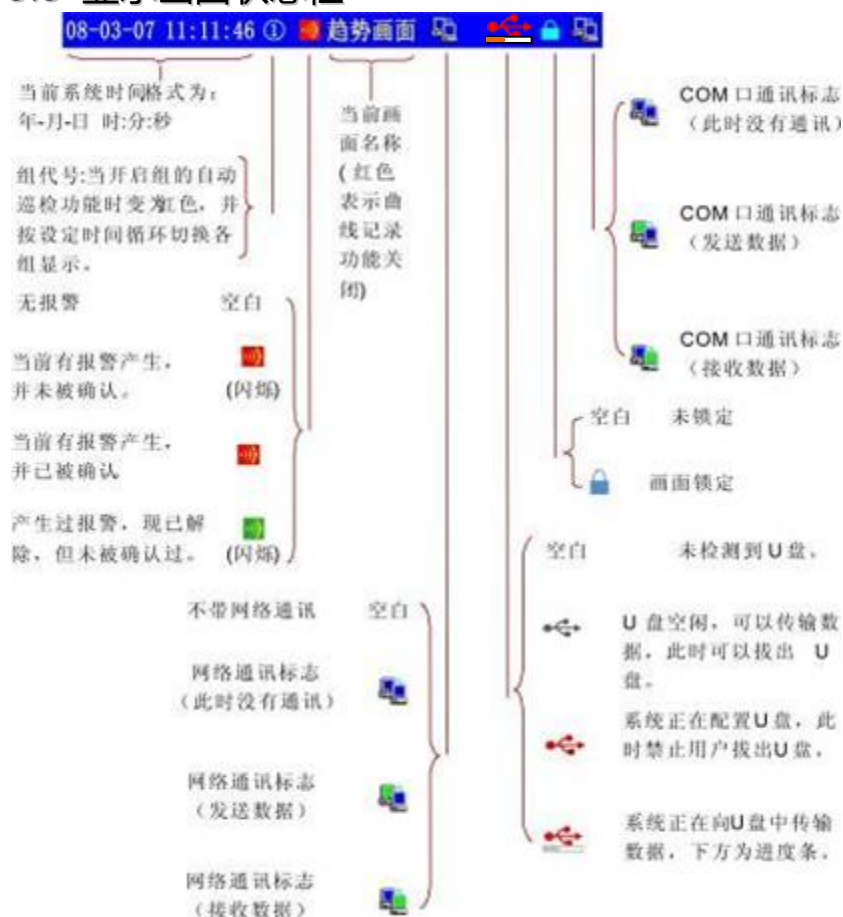 08-03-07 11:11:46 ① 趋势画面
当前系统时间格式为：
年-月-日 时:分:秒
组代号:当开启组的自动
巡检功能时变为红色，并
按设定时间循环切换各
组显示。
当前画
面名称
(红色
表示曲
线记录
功能关
闭)
无报警 空白
当前有报警产生，
并未被确认。 (闪烁)
当前有报警产生，
并已被确认
产生过报警，现已解
除，但未被确认过。 (闪烁)
不带网络通讯 空白
网络通讯标志
（此时没有通讯）
网络通讯标志
（发送数据）
网络通讯标志
（接收数据）
COM 口通讯标志
（此时没有通讯）
COM 口通讯标志
（发送数据）
COM 口通讯标志
（接收数据）
空白 未锁定
画面锁定
空白 未检测到U盘。
U 盘空闲，可以传输数
据，此时可以拔出 U
盘。
系统正在配置U盘，此
时禁止用户拔出U盘。
系统正在向U盘中传输
数据，下方为进度条。